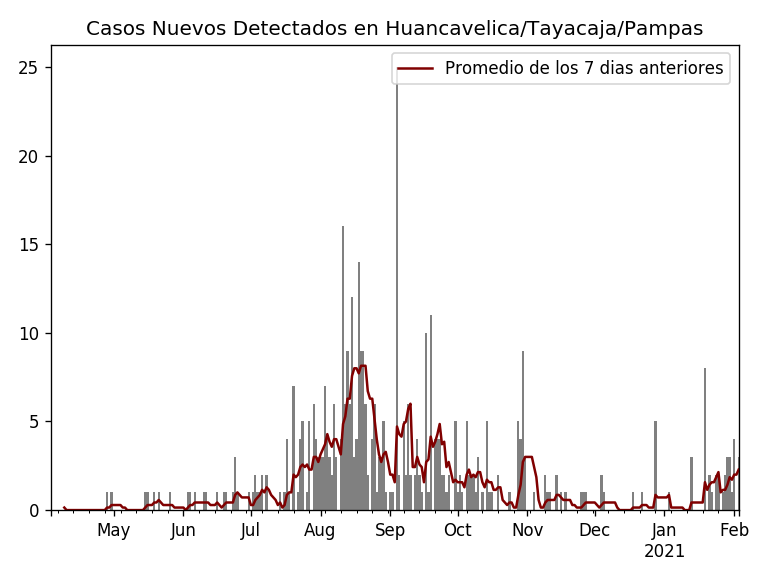 Casos Nuevos Detectados en Huancavelica/Tayacaja/Pampas
Promedio de los 7 dias anteriores
25
20
15
10
5
0
May Jun Jul Aug Sep Oct Nov Dec Jan Feb
2021